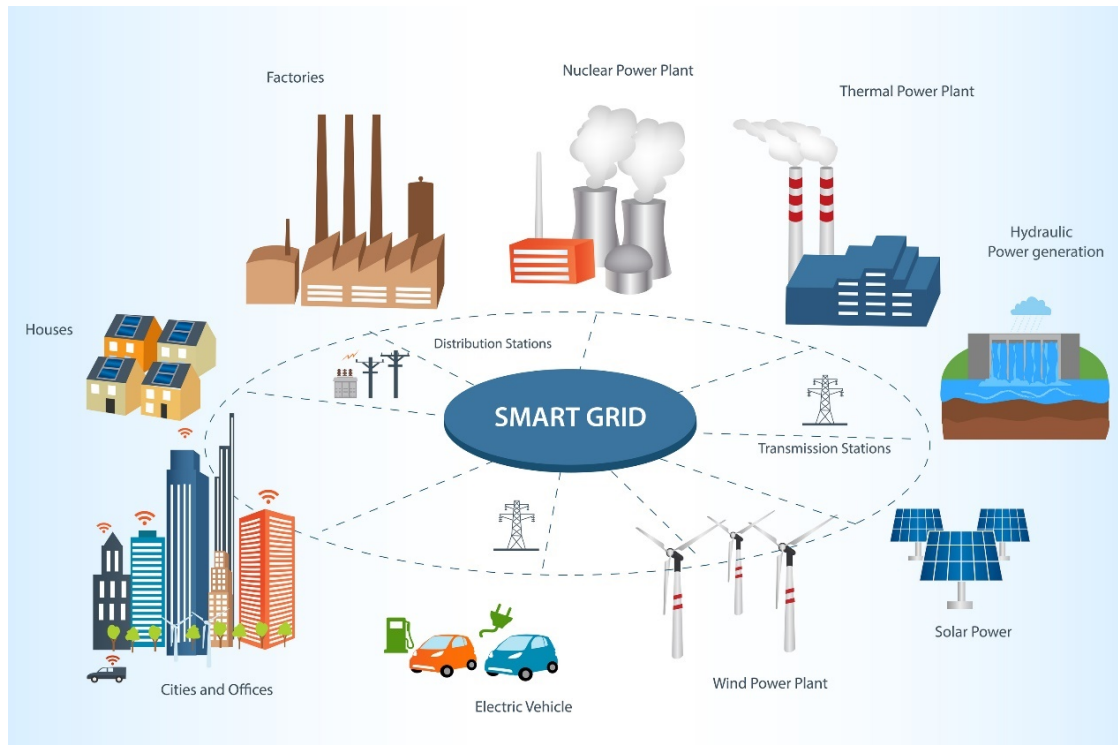 Factories
Nuclear Power Plant
Thermal Power Plant
Hydraulic
Power generation
Houses
Distribution Stations
SMART GRID
Transmission Stations
Solar Power
Wind Power Plant
Cities and Offices
Electric Vehicle